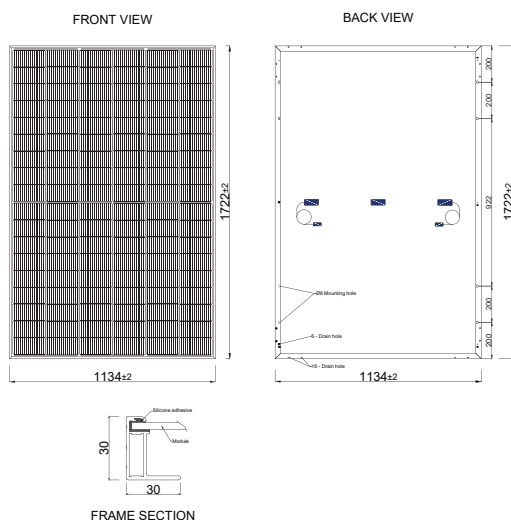 FRONT VIEW
BACK VIEW
1722±2
1134±2
200
200
922
200
200
1722±2
Ø8 Mounting hole
6 - Drain hole
16 - Drain hole
1134±2
Silicone adhesive
Module
30
30
FRAME SECTION